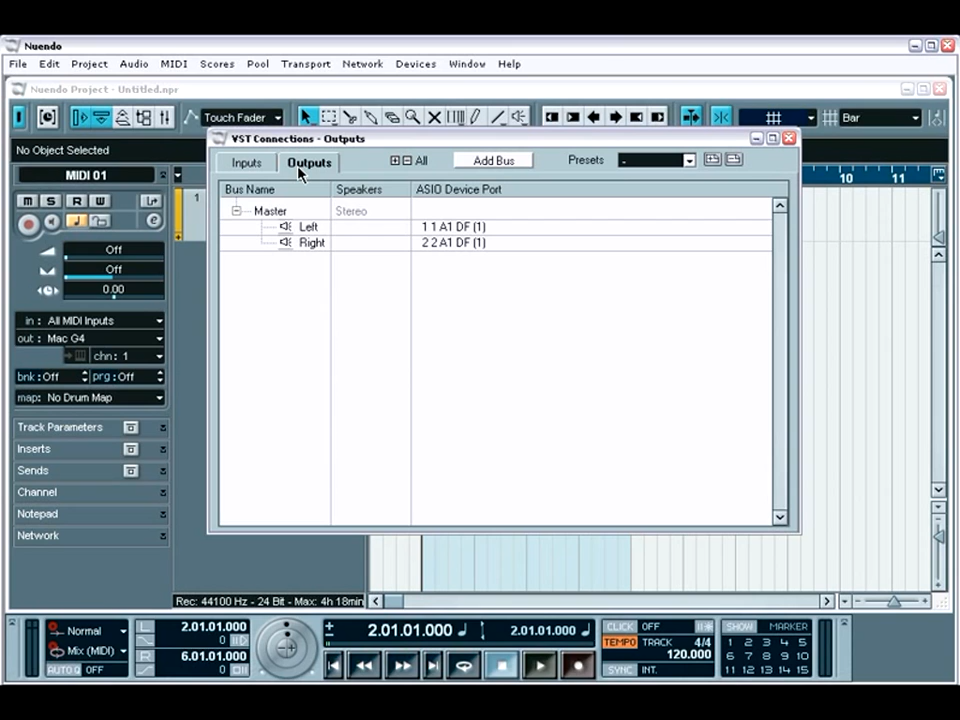 Nuendo
File Edit Project Audio MIDI Scores Pool Transport Network Devices Window Help
Nuendo Project - Untitled.npr
Touch Fader
Bar
No Object Selected
VST Connections - Outputs
MIDI 01
Inputs Outputs All Add Bus Presets -
M S R W
1
10 11
Bus Name Speakers ASIO Device Port
Master Stereo
Left 1 1 A1 DF (1)
Right 2 2 A1 DF (1)
Off
Off
0.00
in : All MIDI Inputs
out : Mac G4
chn: 1
bnk:Off prg:Off
map: No Drum Map
Track Parameters
Inserts
Sends
Channel
Notepad
Network
Rec: 44100 Hz - 24 Bit - Max: 4h 18min
Normal
L 2.01.01.000
0
2.01.01.000
2.01.01.000
CLICK OFF
SHOW MARKER
Mix (MIDI)
R 6.01.01.000
0
TEMPO TRACK 4/4
120.000
1 2 3 4 5
6 7 8 9 10
11 12 13 14 15
AUTO Q OFF
SYNC INT.